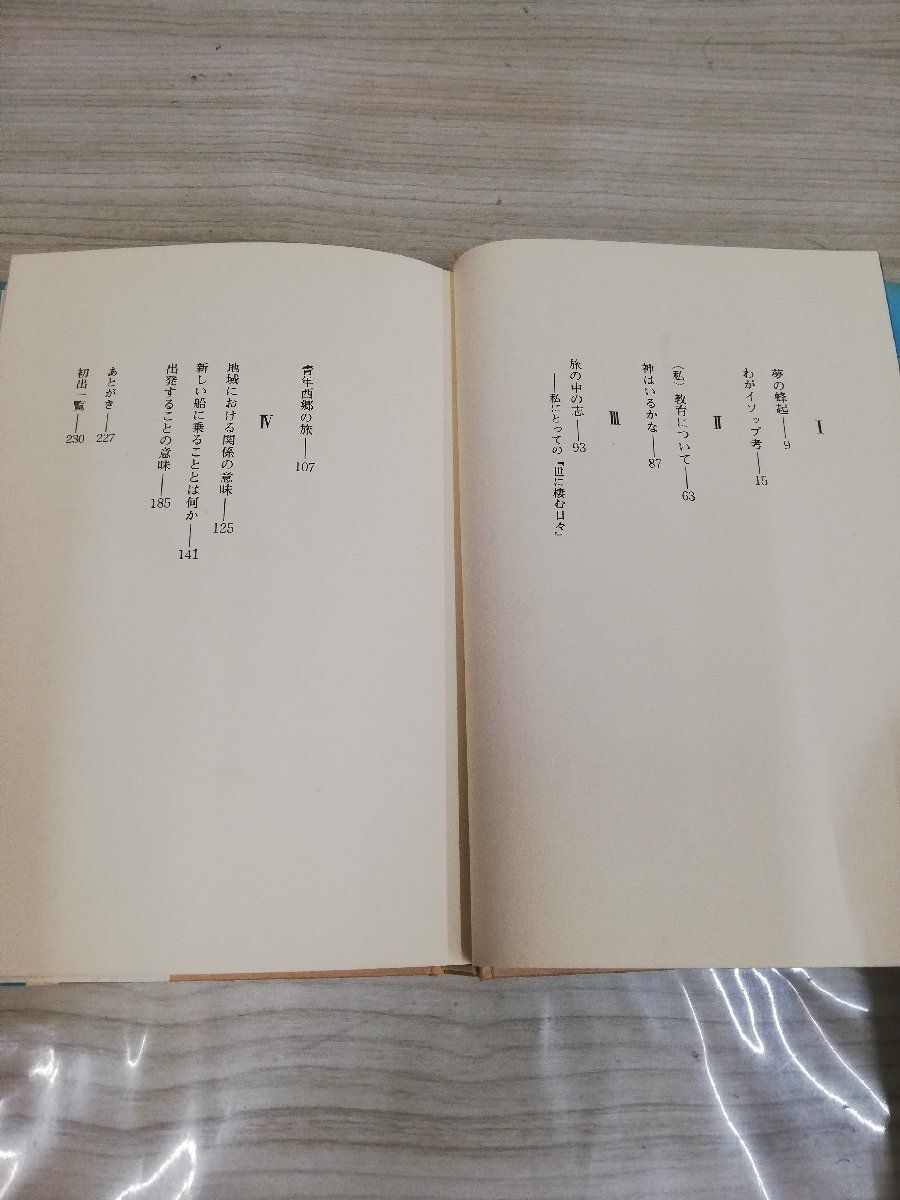 Ⅰ
夢の蜂起——9
わがイソップ考——15
Ⅱ
〈私〉教育について——63
神はいるかな——87
Ⅲ
旅の中の志——93
——私にとっての『世に棲む日々』
青年西郷の旅——107
Ⅳ
地域における関係の意味——125
新しい船に乗ることとは何か——141
出発することの意味——185
あとがき——227
初出一覧——230